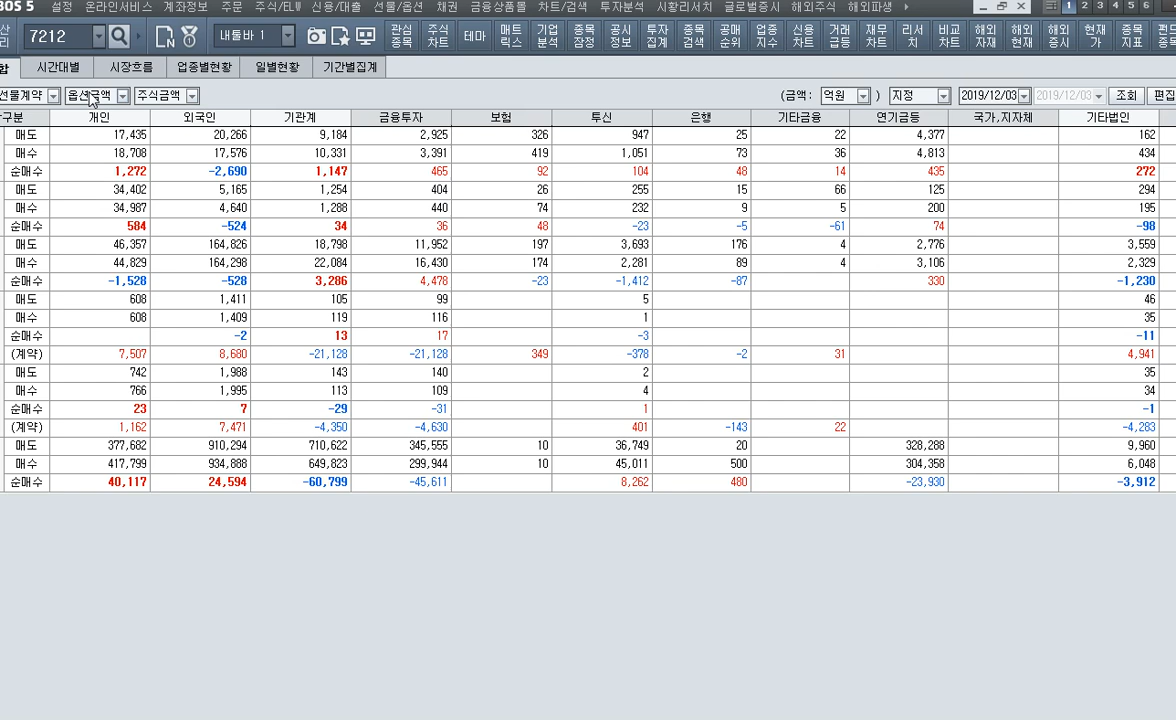 BOS 5 설정 온라인서비스 계좌정보 주문 주식/ELW 신용/대출 선물/옵션 채권 금융상품몰 차트/검색 투자분석 시황리서치 글로벌증시 해외주식 해외파생 1 2 3 4 5 6
산리 7212 내툴바 1 관심종목 주식차트 테마 매트릭스 기업분석 종목잠정 공시정보 투자집계 종목검색 공매순위 업종지수 신용차트 거래급등 재무차트 리서치 비교차트 해외자재 해외현재 해외증시 현재가 종목지표 펀드종목
합 시간대별 시장흐름 업종별현황 일별현황 기간별집계
선물계약 옵션금액 주식금액 (금액: 억원 ) 지정 2019/12/03 2019/12/03 조회 편집
구분 개인 외국인 기관계 금융투자 보험 투신 은행 기타금융 연기금등 국가,지자체 기타법인
매도 17,435 20,266 9,184 2,925 326 947 25 22 4,377 162
매수 18,708 17,576 10,331 3,391 419 1,051 73 36 4,813 434
순매수 1,272 -2,690 1,147 465 92 104 48 14 435 272
매도 34,402 5,165 1,254 404 26 255 15 66 125 294
매수 34,987 4,640 1,288 440 74 232 9 5 200 195
순매수 584 -524 34 36 48 -23 -5 -61 74 -98
매도 46,357 164,826 18,798 11,952 197 3,693 176 4 2,776 3,559
매수 44,829 164,298 22,084 16,430 174 2,281 89 4 3,106 2,329
순매수 -1,528 -528 3,286 4,478 -23 -1,412 -87 330 -1,230
매도 608 1,411 105 99 5 46
매수 608 1,409 119 116 1 35
순매수 -2 13 17 -3 -11
(계약) 7,507 8,680 -21,128 -21,128 349 -378 -2 31 4,941
매도 742 1,988 143 140 2 35
매수 766 1,995 113 109 4 34
순매수 23 7 -29 -31 1 -1
(계약) 1,162 7,471 -4,350 -4,630 401 -143 22 -4,283
매도 377,682 910,294 710,622 345,555 10 36,749 20 328,288 9,960
매수 417,799 934,888 649,823 299,944 10 45,011 500 304,358 6,048
순매수 40,117 24,594 -60,799 -45,611 8,262 480 -23,930 -3,912